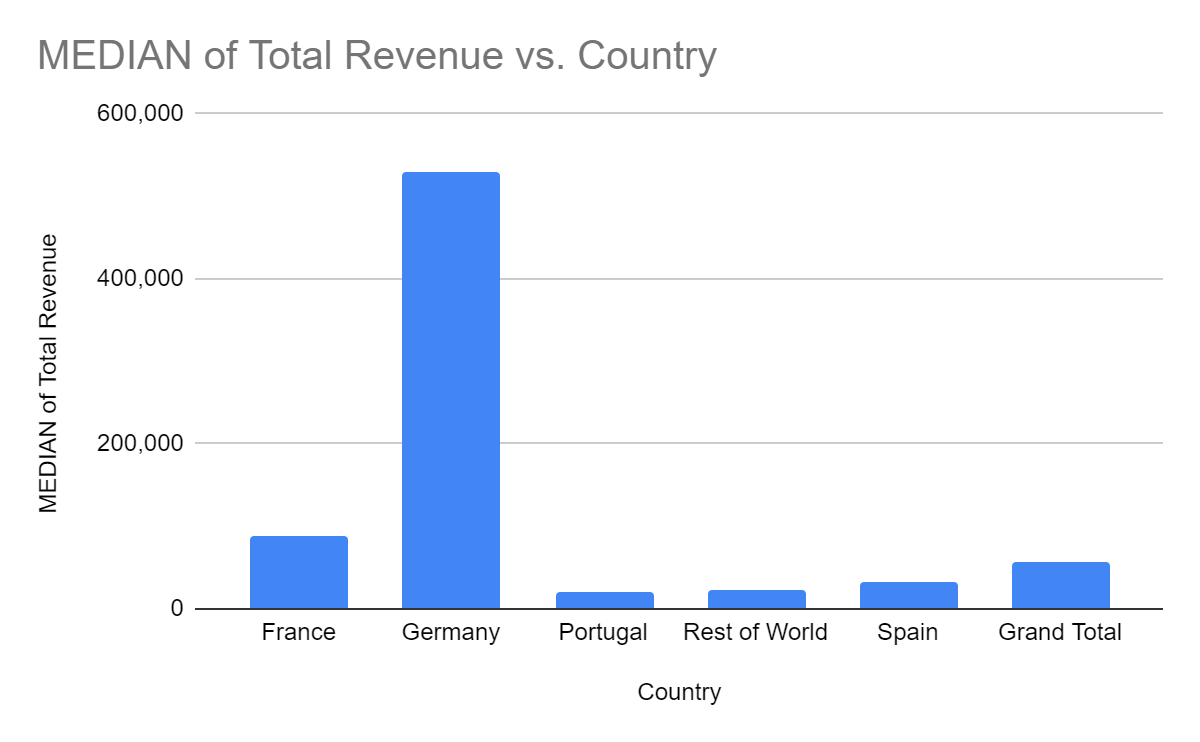 MEDIAN of Total Revenue vs. Country
600,000
400,000
200,000
0
MEDIAN of Total Revenue
France Germany Portugal Rest of World Spain Grand Total
Country